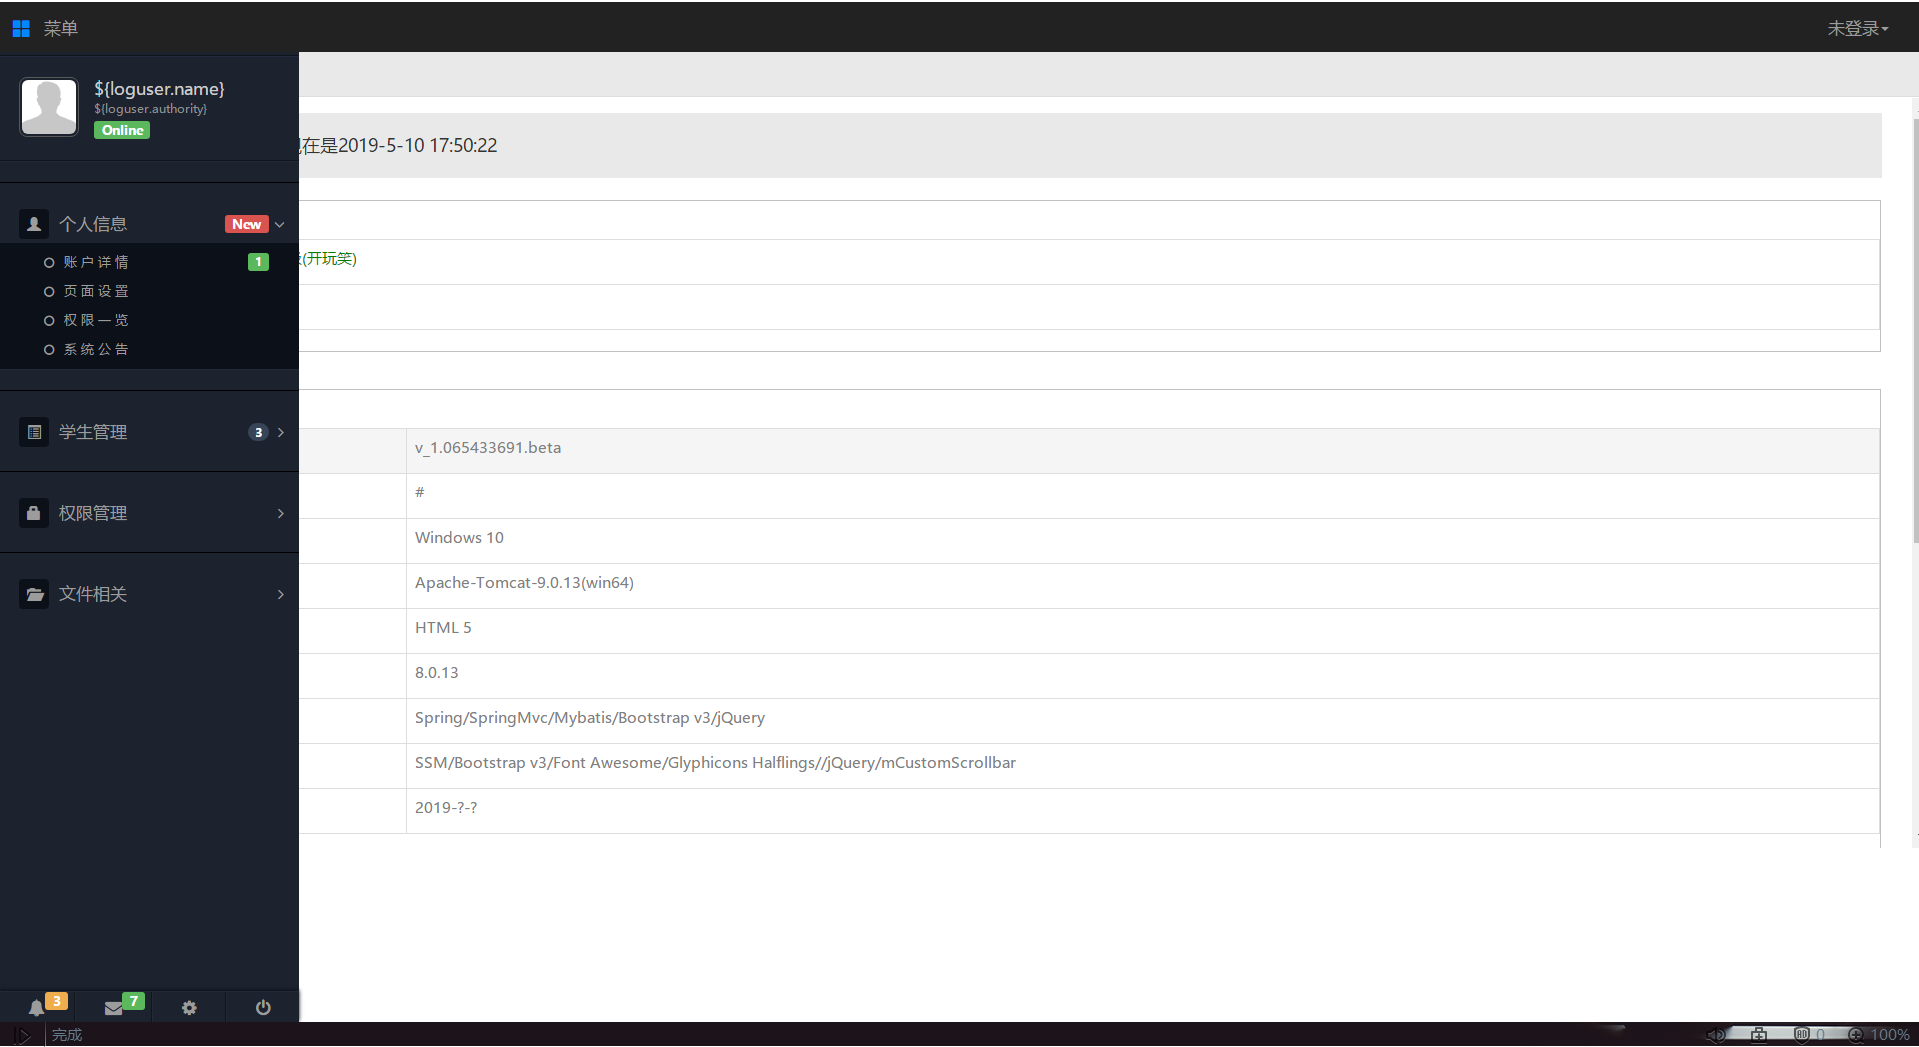 菜单
未登录
${loguser.name}
${loguser.authority}
Online
在是2019-5-10 17:50:22
个人信息 New
账户详情 1
页面设置
权限一览
系统公告
(开玩笑)
学生管理 3
权限管理
文件相关
v_1.065433691.beta
#
Windows 10
Apache-Tomcat-9.0.13(win64)
HTML 5
8.0.13
Spring/SpringMvc/Mybatis/Bootstrap v3/jQuery
SSM/Bootstrap v3/Font Awesome/Glyphicons Halflings//jQuery/mCustomScrollbar
2019-?-?
3 7
完成
0 100%